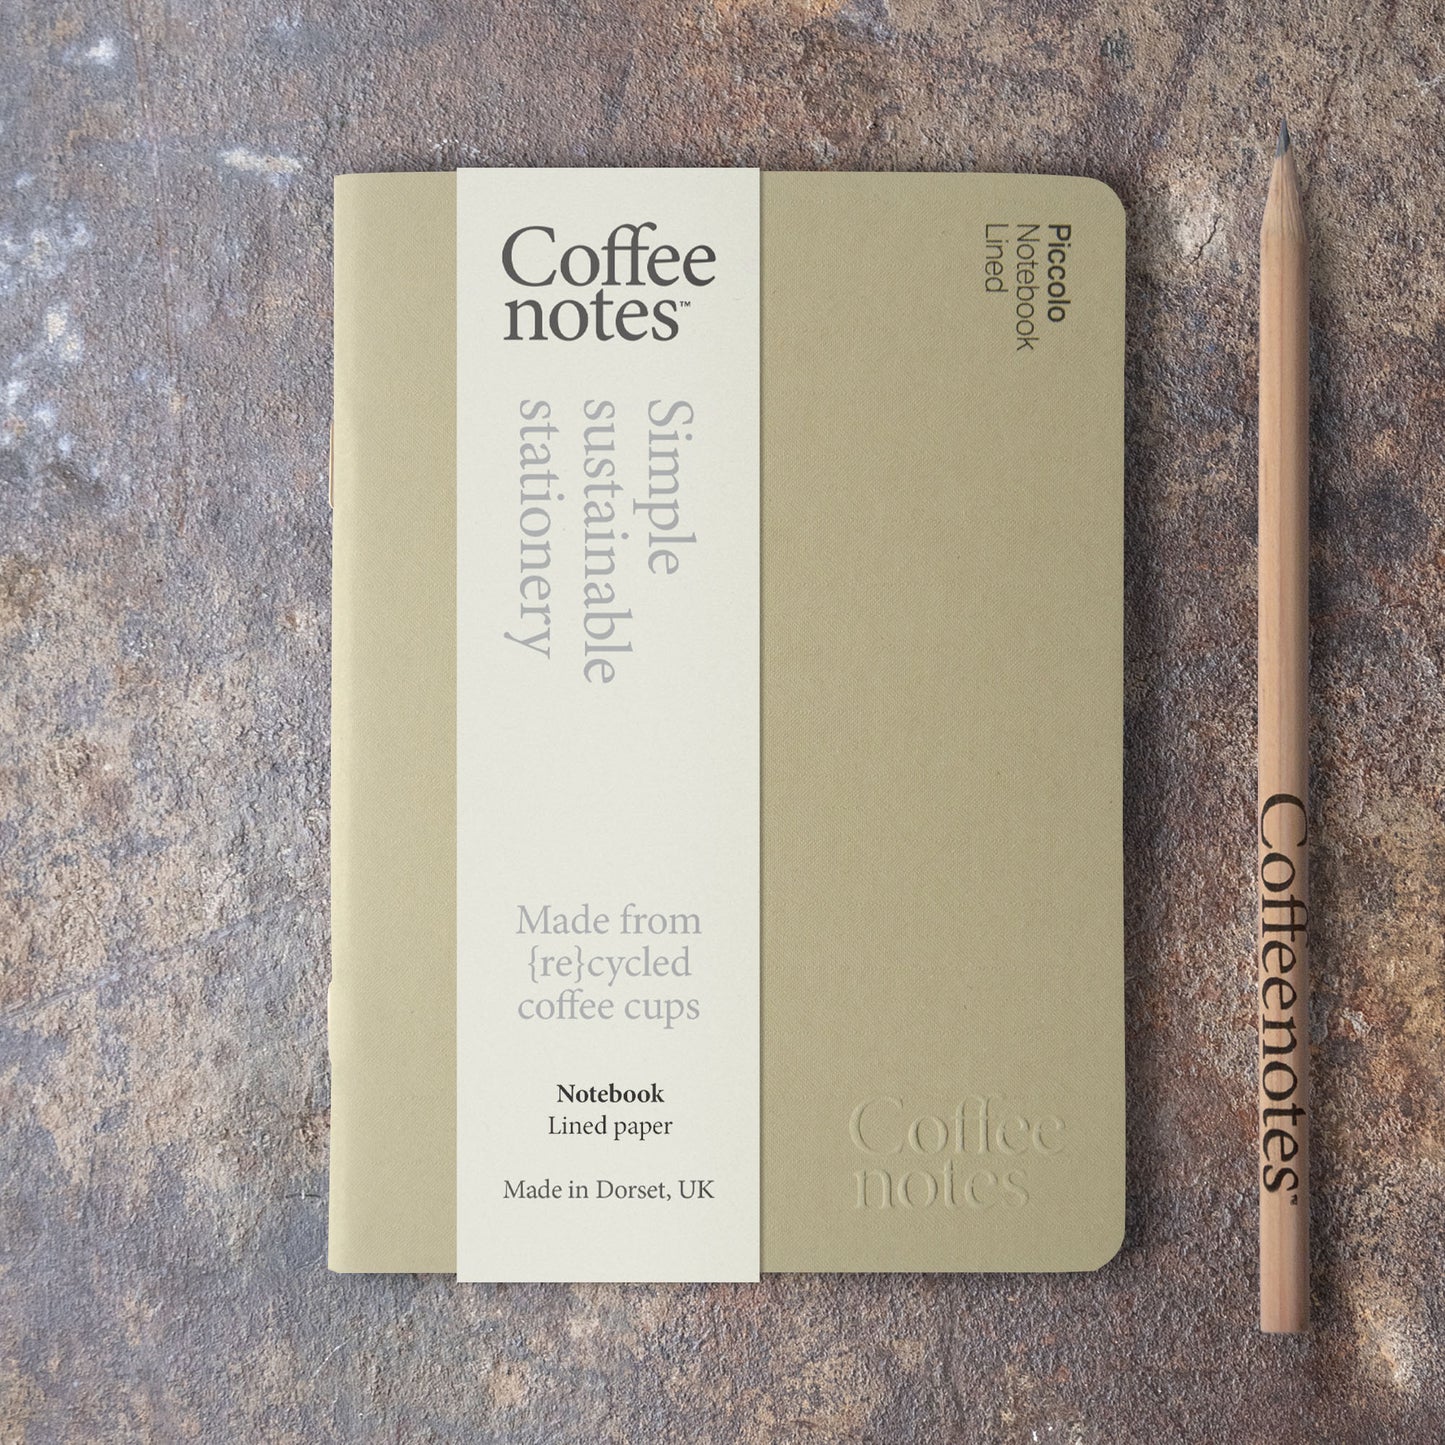 Coffee
notes™
Simple
sustainable
stationery
Made from
{re}cycled
coffee cups
Notebook
Lined paper
Made in Dorset, UK
Piccolo
Notebook
Lined
Coffee
notes
Coffeenotes™